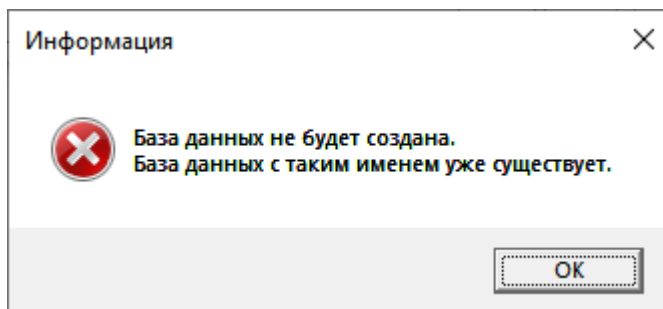 Информация
База данных не будет создана.
База данных с таким именем уже существует.
OK